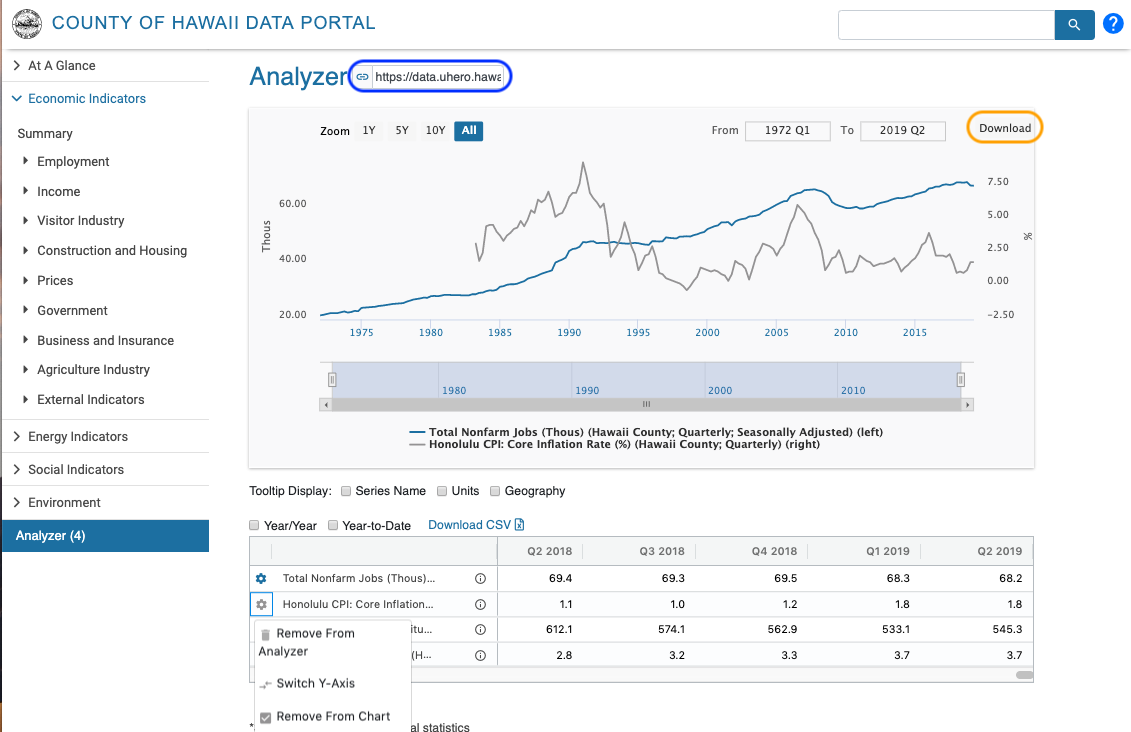 COUNTY OF HAWAII DATA PORTAL
?
At A Glance
Economic Indicators
Summary
Employment
Income
Visitor Industry
Construction and Housing
Prices
Government
Business and Insurance
Agriculture Industry
External Indicators
Energy Indicators
Social Indicators
Environment
Analyzer (4)
Analyzer https://data.uhero.hawa
Zoom 1Y 5Y 10Y All From 1972 Q1 To 2019 Q2 Download
Thous
60.00
40.00
20.00
7.50
5.00
2.50
0.00
−2.50
%
1975 1980 1985 1990 1995 2000 2005 2010 2015
1980 1990 2000 2010
Total Nonfarm Jobs (Thous) (Hawaii County; Quarterly; Seasonally Adjusted) (left)
Honolulu CPI: Core Inflation Rate (%) (Hawaii County; Quarterly) (right)
Tooltip Display: Series Name Units Geography
Year/Year Year-to-Date Download CSV
Q2 2018 Q3 2018 Q4 2018 Q1 2019 Q2 2019
Total Nonfarm Jobs (Thous)... 69.4 69.3 69.5 68.3 68.2
Honolulu CPI: Core Inflation... 1.1 1.0 1.2 1.8 1.8
itu... 612.1 574.1 562.9 533.1 545.3
(H... 2.8 3.2 3.3 3.7 3.7
Remove From
Analyzer
Switch Y-Axis
Remove From Chart
* al statistics